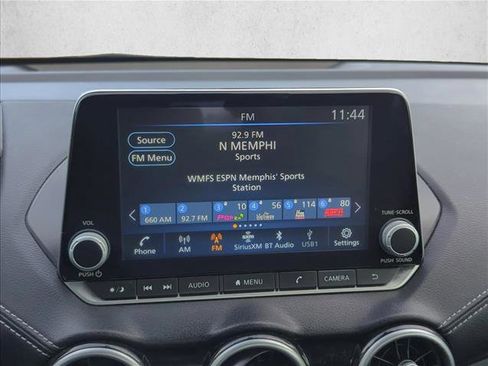 FM
11:44
Source
92.9 FM
FM Menu
N MEMPHI
Sports
WMFS ESPN Memphis' Sports
Station
1 660 AM
2 92.7 FM
3 10
4 56
5 114
6 80
VOL
TUNE·SCROLL
Phone
AM
FM
SiriusXM
BT Audio
USB1
Settings
PUSH
PUSH SOUND
AUDIO
MENU
CAMERA